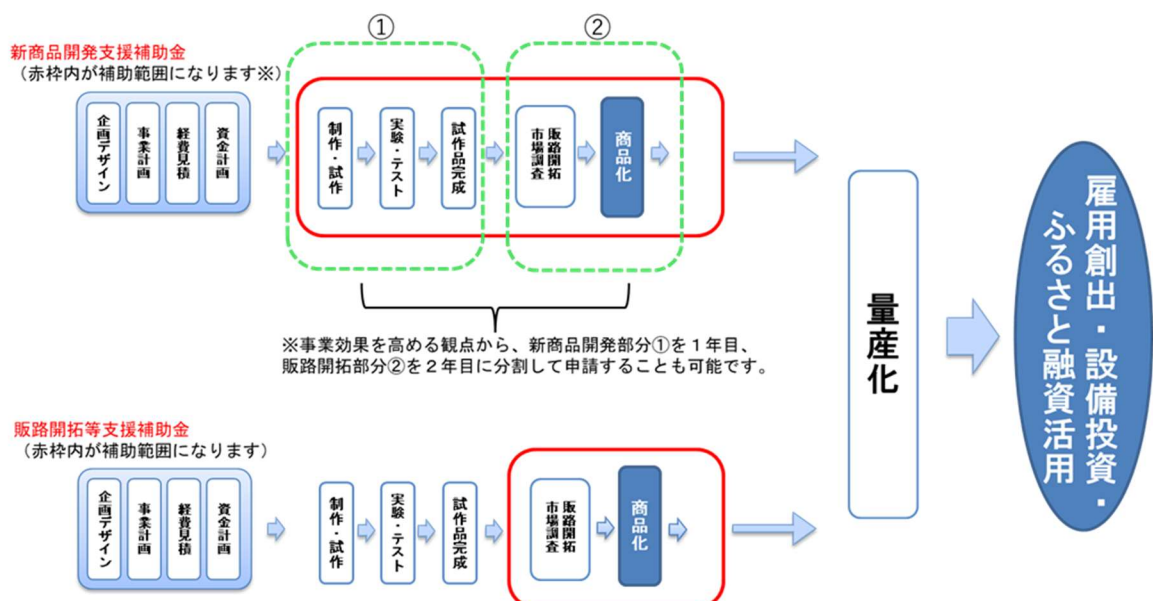 ①
②
新商品開発支援補助金
（赤枠内が補助範囲になります※）
企画デザイン
事業計画
経費見積
資金計画
制作・試作
実験・テスト
試作品完成
販路開拓
市場調査
商品化
※事業効果を高める観点から、新商品開発部分①を１年目、
販路開拓部分②を２年目に分割して申請することも可能です。
販路開拓等支援補助金
（赤枠内が補助範囲になります）
企画デザイン
事業計画
経費見積
資金計画
制作・試作
実験・テスト
試作品完成
販路開拓
市場調査
商品化
量産化
雇用創出・設備投資・
ふるさと融資活用